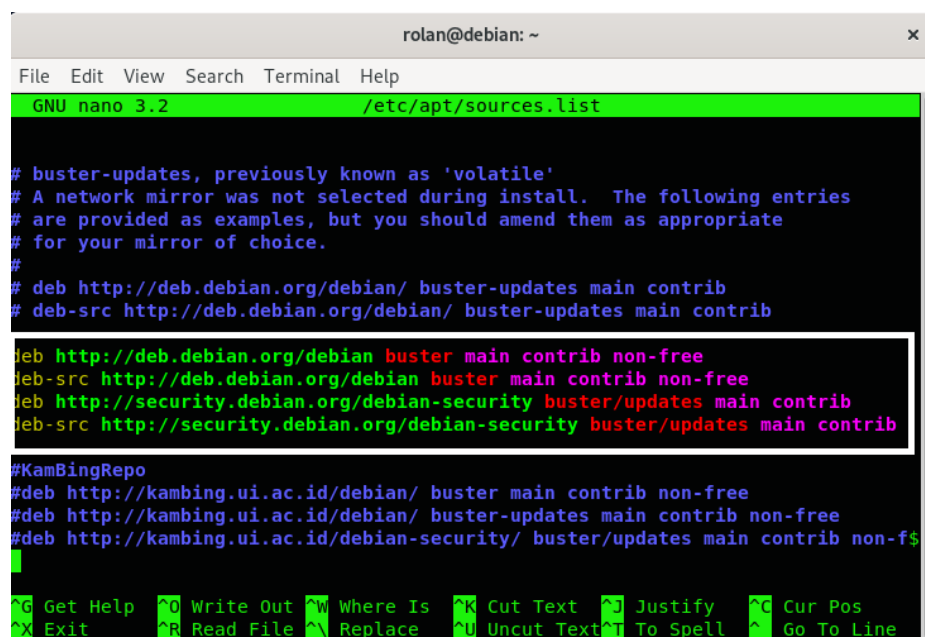 rolan@debian: ~ ×
File Edit View Search Terminal Help
GNU nano 3.2 /etc/apt/sources.list
# buster-updates, previously known as 'volatile'
# A network mirror was not selected during install. The following entries
# are provided as examples, but you should amend them as appropriate
# for your mirror of choice.
#
# deb http://deb.debian.org/debian/ buster-updates main contrib
# deb-src http://deb.debian.org/debian/ buster-updates main contrib
deb http://deb.debian.org/debian buster main contrib non-free
deb-src http://deb.debian.org/debian buster main contrib non-free
deb http://security.debian.org/debian-security buster/updates main contrib
deb-src http://security.debian.org/debian-security buster/updates main contrib
#KamBingRepo
#deb http://kambing.ui.ac.id/debian/ buster main contrib non-free
#deb http://kambing.ui.ac.id/debian/ buster-updates main contrib non-free
#deb http://kambing.ui.ac.id/debian-security/ buster/updates main contrib non-f$
^G Get Help ^O Write Out ^W Where Is ^K Cut Text ^J Justify ^C Cur Pos
^X Exit ^R Read File ^\ Replace ^U Uncut Text ^T To Spell ^_ Go To Line